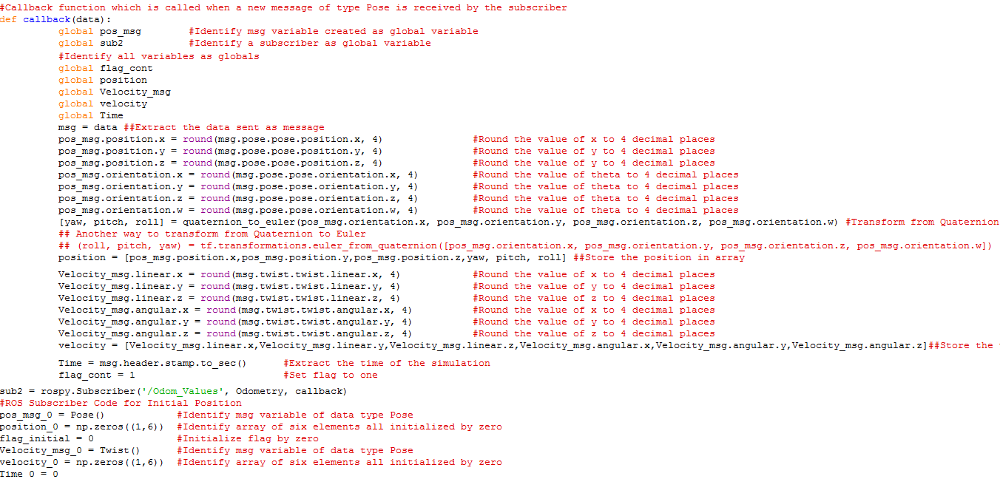 #Callback function which is called when a new message of type Pose is received by the subscriber
def callback(data):
global pos_msg #Identify msg variable created as global variable
global sub2 #Identify a subscriber as global variable
#Identify all variables as globals
global flag_cont
global position
global Velocity_msg
global velocity
global Time
msg = data ##Extract the data sent as message
pos_msg.position.x = round(msg.pose.pose.position.x, 4) #Round the value of x to 4 decimal places
pos_msg.position.y = round(msg.pose.pose.position.y, 4) #Round the value of y to 4 decimal places
pos_msg.position.z = round(msg.pose.pose.position.z, 4) #Round the value of y to 4 decimal places
pos_msg.orientation.x = round(msg.pose.pose.orientation.x, 4) #Round the value of theta to 4 decimal places
pos_msg.orientation.y = round(msg.pose.pose.orientation.y, 4) #Round the value of theta to 4 decimal places
pos_msg.orientation.z = round(msg.pose.pose.orientation.z, 4) #Round the value of theta to 4 decimal places
pos_msg.orientation.w = round(msg.pose.pose.orientation.w, 4) #Round the value of theta to 4 decimal places
[yaw, pitch, roll] = quaternion_to_euler(pos_msg.orientation.x, pos_msg.orientation.y, pos_msg.orientation.z, pos_msg.orientation.w) #Transform from Quaternion
## Another way to transform from Quaternion to Euler
## (roll, pitch, yaw) = tf.transformations.euler_from_quaternion([pos_msg.orientation.x, pos_msg.orientation.y, pos_msg.orientation.z, pos_msg.orientation.w])
position = [pos_msg.position.x,pos_msg.position.y,pos_msg.position.z,yaw, pitch, roll] ##Store the position in array
Velocity_msg.linear.x = round(msg.twist.twist.linear.x, 4) #Round the value of x to 4 decimal places
Velocity_msg.linear.y = round(msg.twist.twist.linear.y, 4) #Round the value of y to 4 decimal places
Velocity_msg.linear.z = round(msg.twist.twist.linear.z, 4) #Round the value of z to 4 decimal places
Velocity_msg.angular.x = round(msg.twist.twist.angular.x, 4) #Round the value of x to 4 decimal places
Velocity_msg.angular.y = round(msg.twist.twist.angular.y, 4) #Round the value of y to 4 decimal places
Velocity_msg.angular.z = round(msg.twist.twist.angular.z, 4) #Round the value of z to 4 decimal places
velocity = [Velocity_msg.linear.x,Velocity_msg.linear.y,Velocity_msg.linear.z,Velocity_msg.angular.x,Velocity_msg.angular.y,Velocity_msg.angular.z]##Store the
Time = msg.header.stamp.to_sec() #Extract the time of the simulation
flag_cont = 1 #Set flag to one
sub2 = rospy.Subscriber('/Odom_Values', Odometry, callback)
#ROS Subscriber Code for Initial Position
pos_msg_0 = Pose() #Identify msg variable of data type Pose
position_0 = np.zeros((1,6)) #Identify array of six elements all initialized by zero
flag_initial = 0 #Initialize flag by zero
Velocity_msg_0 = Twist() #Identify msg variable of data type Pose
velocity_0 = np.zeros((1,6)) #Identify array of six elements all initialized by zero
Time_0 = 0